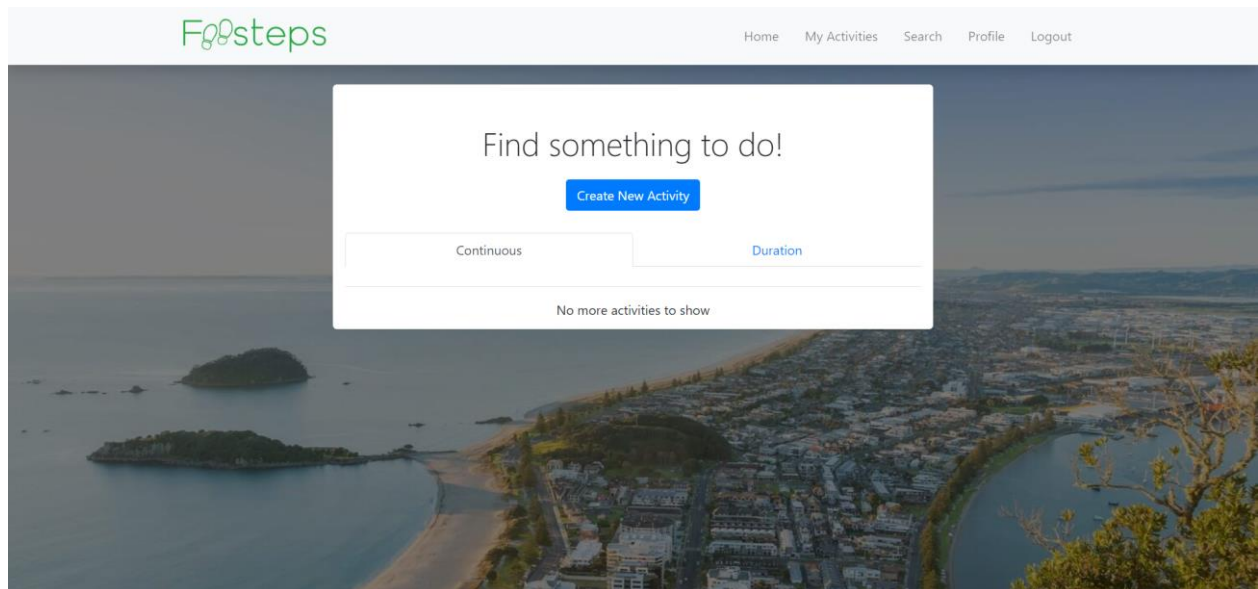 Foosteps
Home My Activities Search Profile Logout
Find something to do!
Create New Activity
Continuous Duration
No more activities to show